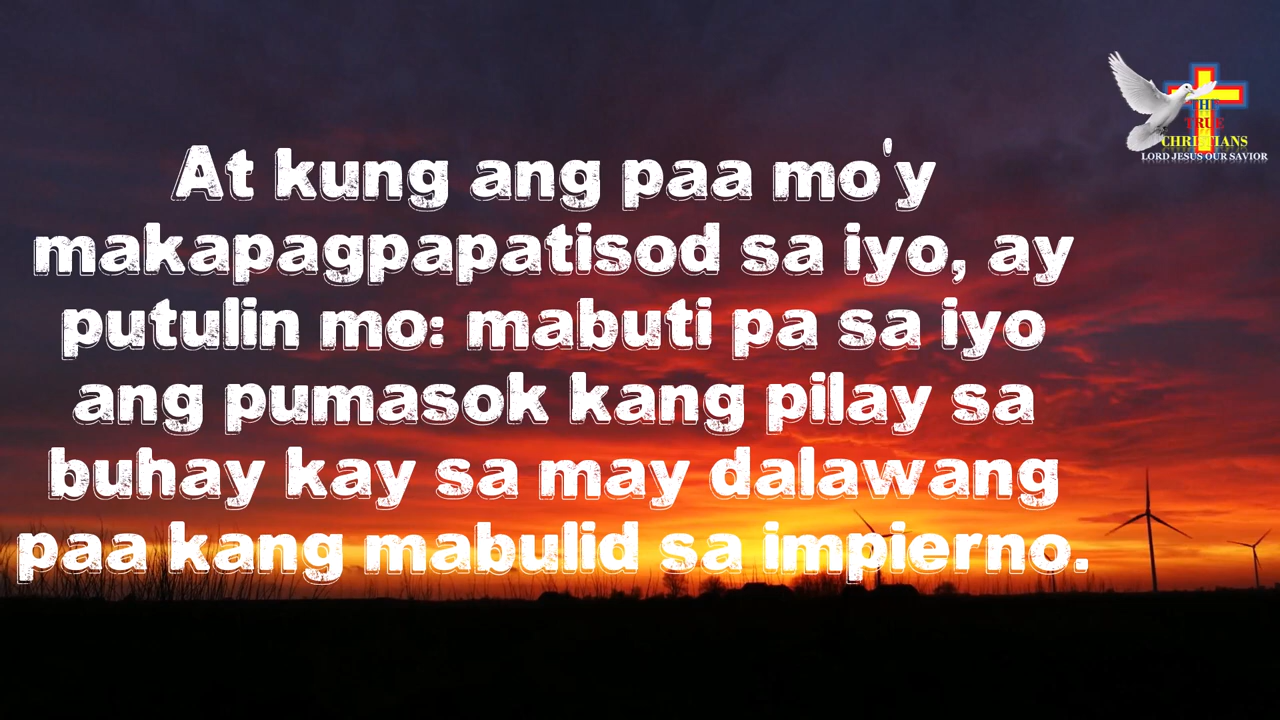 At kung ang paa mo'y
makapagpapatisod sa iyo, ay
putulin mo: mabuti pa sa iyo
ang pumasok kang pilay sa
buhay kay sa may dalawang
paa kang mabulid sa impierno.
THE
TRUE
CHRISTIANS
LORD JESUS OUR SAVIOR